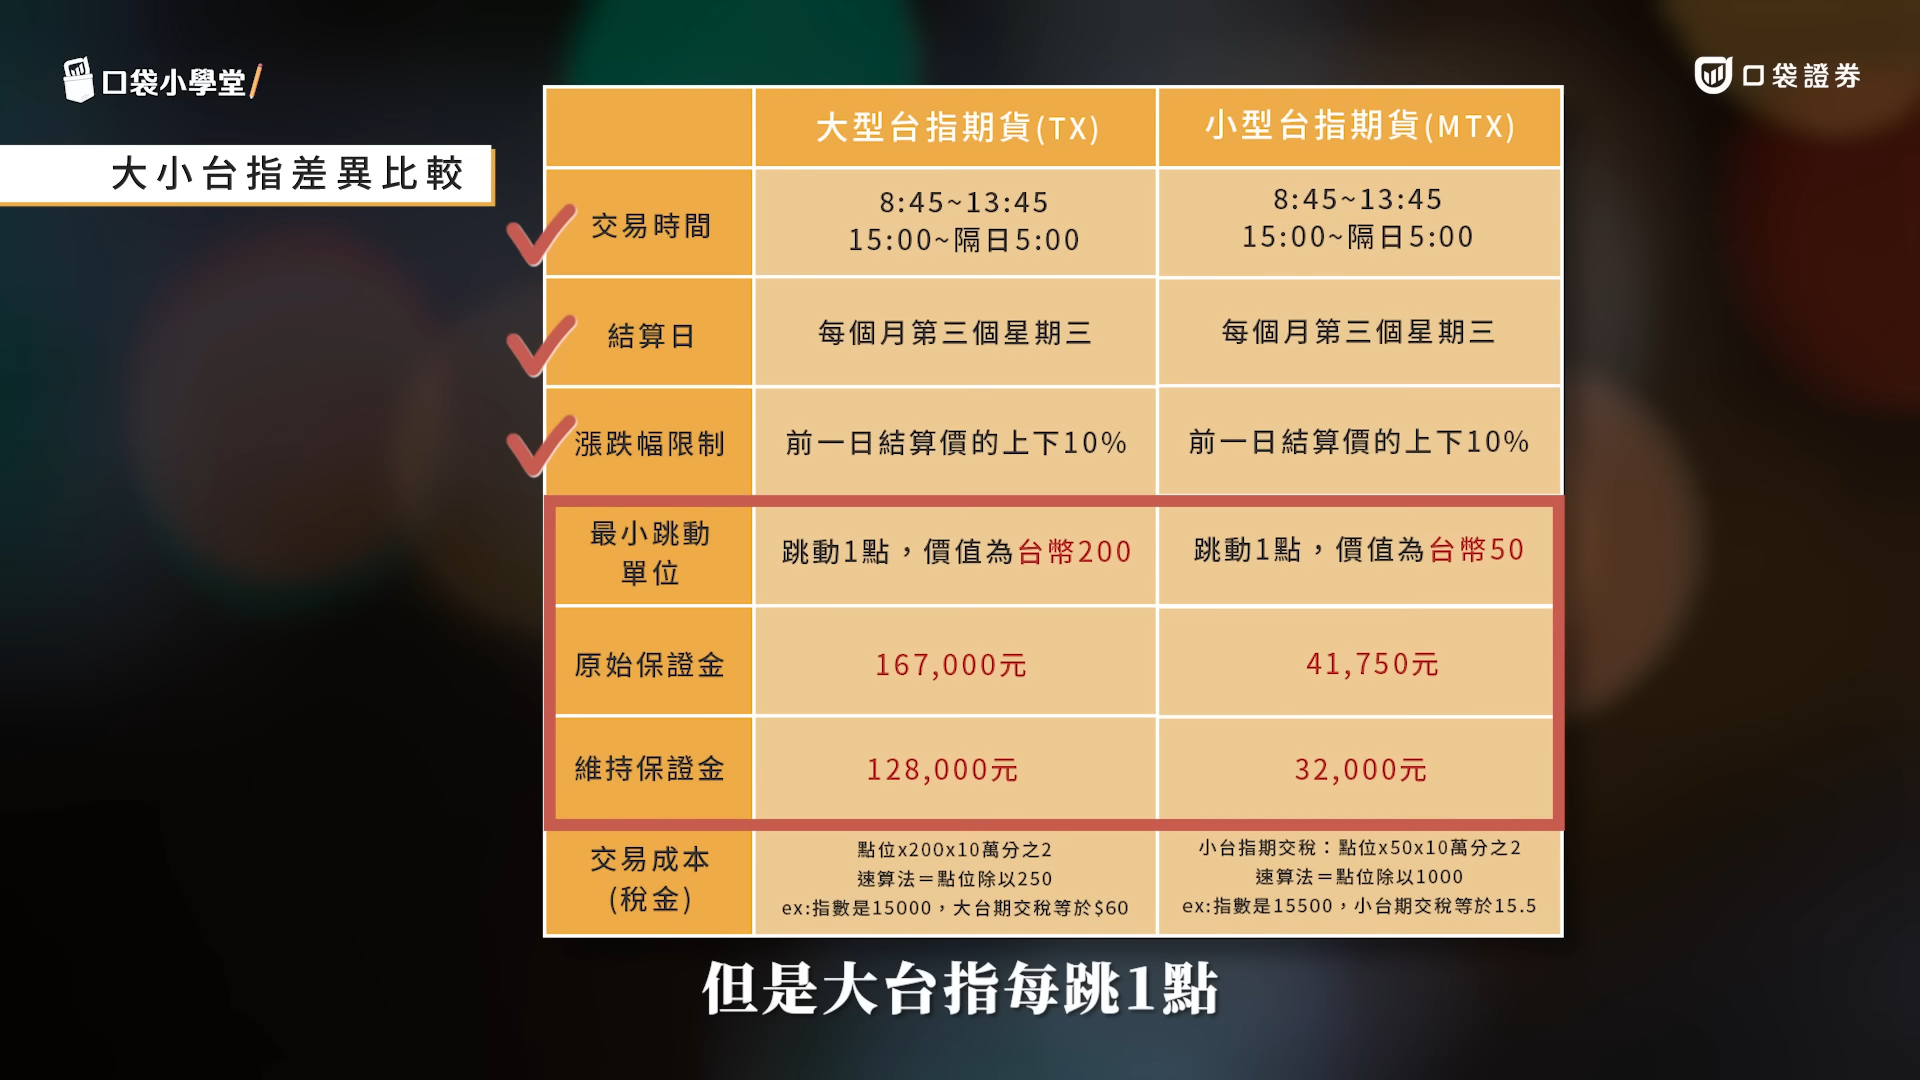 口袋小學堂
口袋證券
大小台指差異比較
大型台指期貨(TX)
小型台指期貨(MTX)
交易時間
8:45~13:45
15:00~隔日5:00
8:45~13:45
15:00~隔日5:00
結算日
每個月第三個星期三
每個月第三個星期三
漲跌幅限制
前一日結算價的上下10%
前一日結算價的上下10%
最小跳動
單位
跳動1點，價值為台幣200
跳動1點，價值為台幣50
原始保證金
167,000元
41,750元
維持保證金
128,000元
32,000元
交易成本
(稅金)
點位x200x10萬分之2
速算法＝點位除以250
ex:指數是15000，大台期交稅等於$60
小台指期交稅：點位x50x10萬分之2
速算法＝點位除以1000
ex:指數是15500，小台期交稅等於15.5
但是大台指每跳1點